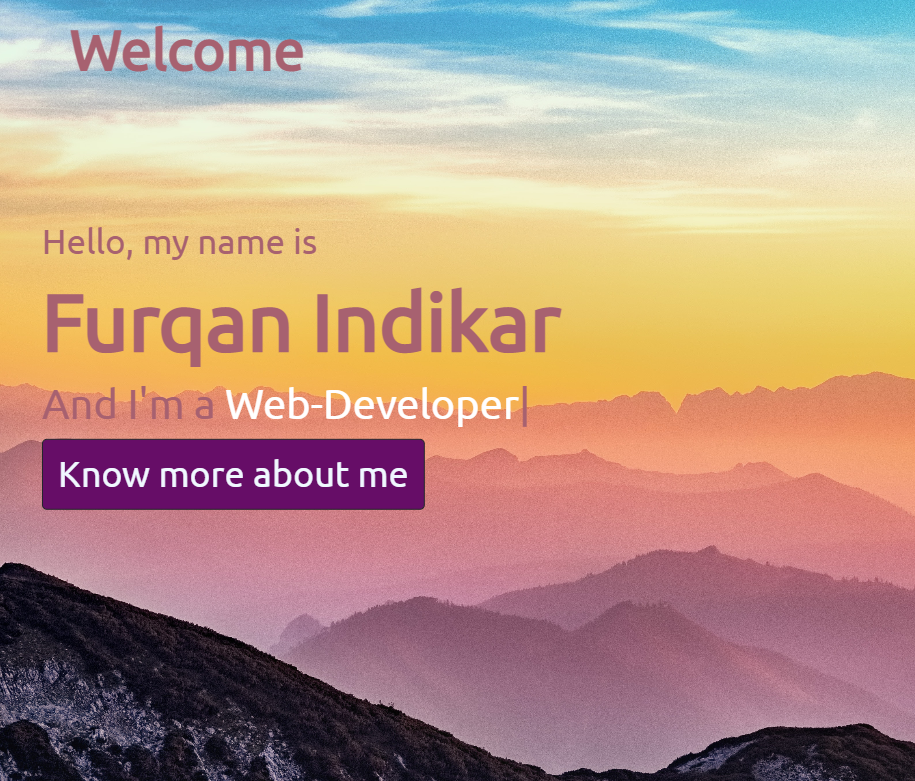 Welcome
Hello, my name is
Furqan Indikar
And I'm a Web-Developer|
Know more about me